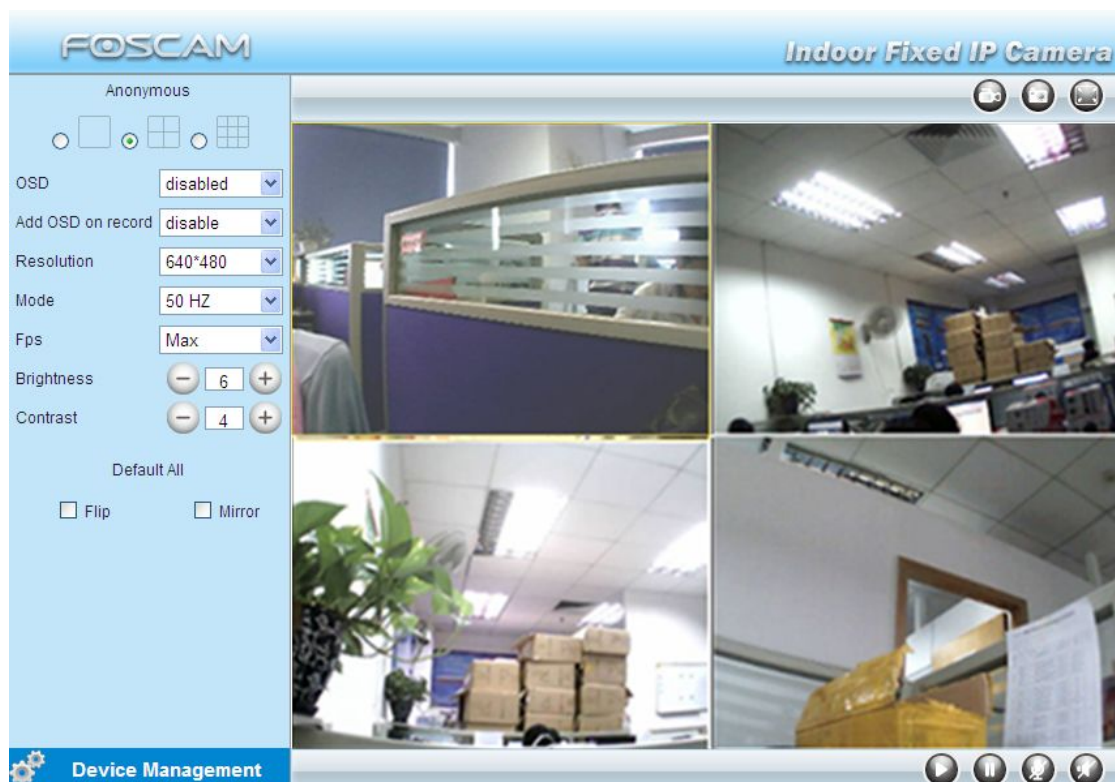 FOSCAM
Indoor Fixed IP Camera
Anonymous
OSD disabled
Add OSD on record disable
Resolution 640*480
Mode 50 HZ
Fps Max
Brightness 6
Contrast 4
Default All
Flip Mirror
Device Management